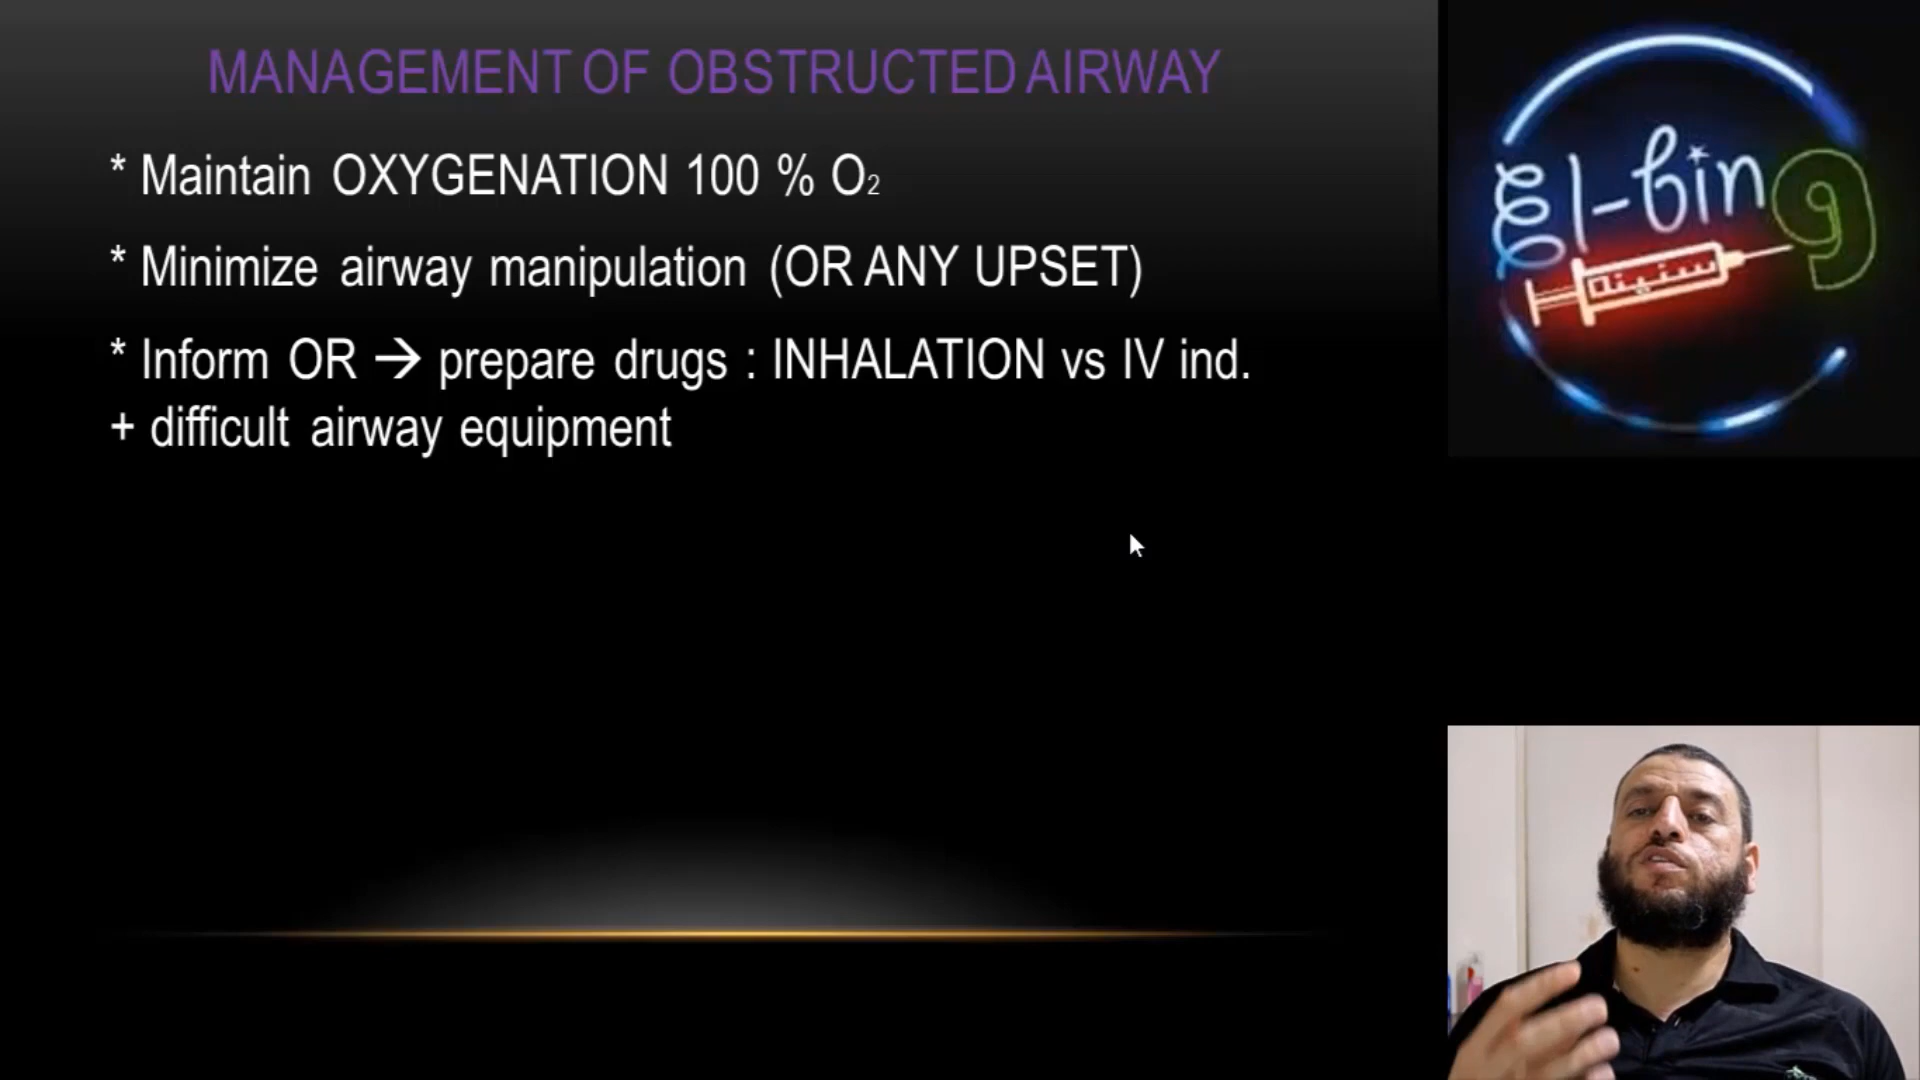 MANAGEMENT OF OBSTRUCTED AIRWAY
* Maintain OXYGENATION 100 % O₂
* Minimize airway manipulation (OR ANY UPSET)
* Inform OR → prepare drugs : INHALATION vs IV ind.
+ difficult airway equipment
El-bing